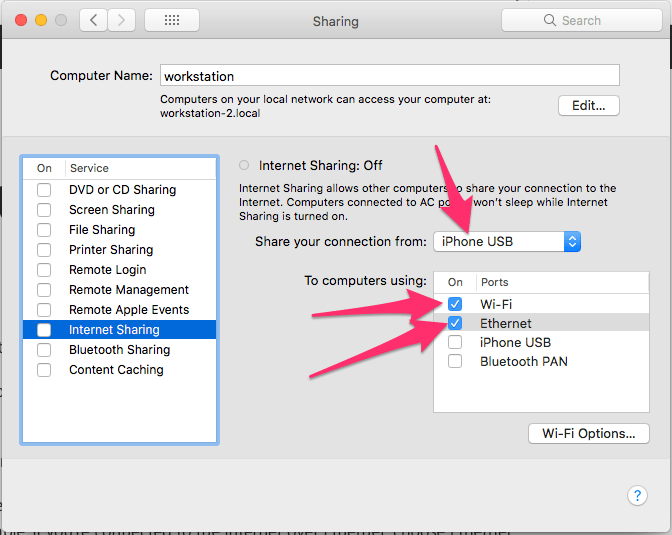 Sharing
Search
Computer Name:
workstation
Computers on your local network can access your computer at:
workstation-2.local
Edit...
On Service
DVD or CD Sharing
Screen Sharing
File Sharing
Printer Sharing
Remote Login
Remote Management
Remote Apple Events
Internet Sharing
Bluetooth Sharing
Content Caching
Internet Sharing: Off
Internet Sharing allows other computers to share your connection to the
Internet. Computers connected to AC won't sleep while Internet
Sharing is turned on.
Share your connection from: iPhone USB
To computers using:
On Ports
Wi-Fi
Ethernet
iPhone USB
Bluetooth PAN
Wi-Fi Options...
?